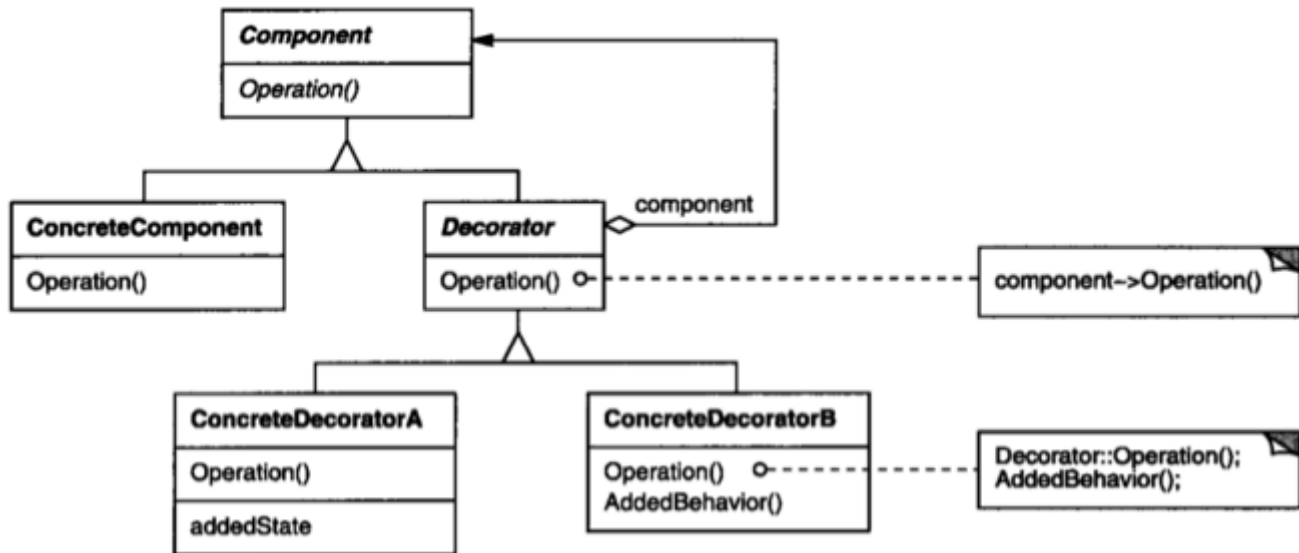 Component
Operation()
ConcreteComponent
Operation()
Decorator
Operation()
component
component->Operation()
ConcreteDecoratorA
Operation()
addedState
ConcreteDecoratorB
Operation()
AddedBehavior()
Decorator::Operation();
AddedBehavior();